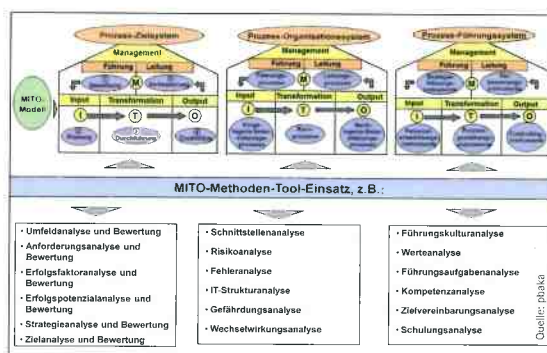 Prozess-Zielsystem
Management
Führung Leitung
M
Input Transformation Output
I T O
Durchführung
Prozess-Organisationssystem
Management
Führung Leitung
M
Input Transformation Output
I T O
Prozess-Führungssystem
Management
Führung Leitung
M
Input Transformation Output
I T O
MITO-
Modell
MITO-Methoden-Tool-Einsatz, z.B.:
· Umfeldanalyse und Bewertung
· Anforderungsanalyse und
Bewertung
· Erfolgsfaktoranalyse und
Bewertung
· Erfolgspotenzialanalyse und
Bewertung
· Strategieanalyse und Bewertung
· Zielanalyse und Bewertung
· Schnittstellenanalyse
· Risikoanalyse
· Fehleranalyse
· IT-Strukturanalyse
· Gefährdungsanalyse
· Wechselwirkungsanalyse
· Führungskulturanalyse
· Werteanalyse
· Führungsaufgabenanalyse
· Kompetenzanalyse
· Zielvereinbarungsanalyse
· Schulungsanalyse
Quelle: pbaka